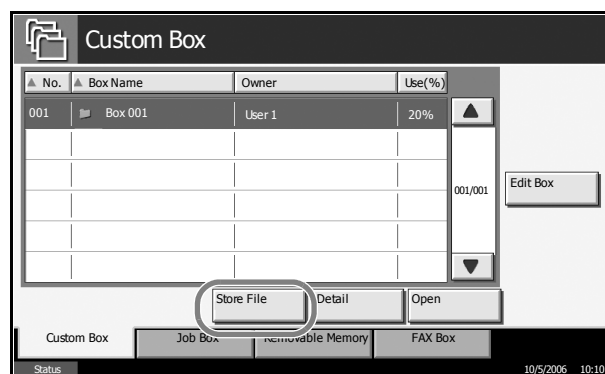 Custom Box
No. Box Name Owner Use(%)
001 Box 001 User 1 20%
001/001
Edit Box
Store File Detail Open
Custom Box Job Box Removable Memory FAX Box
Status 10/5/2006 10:10